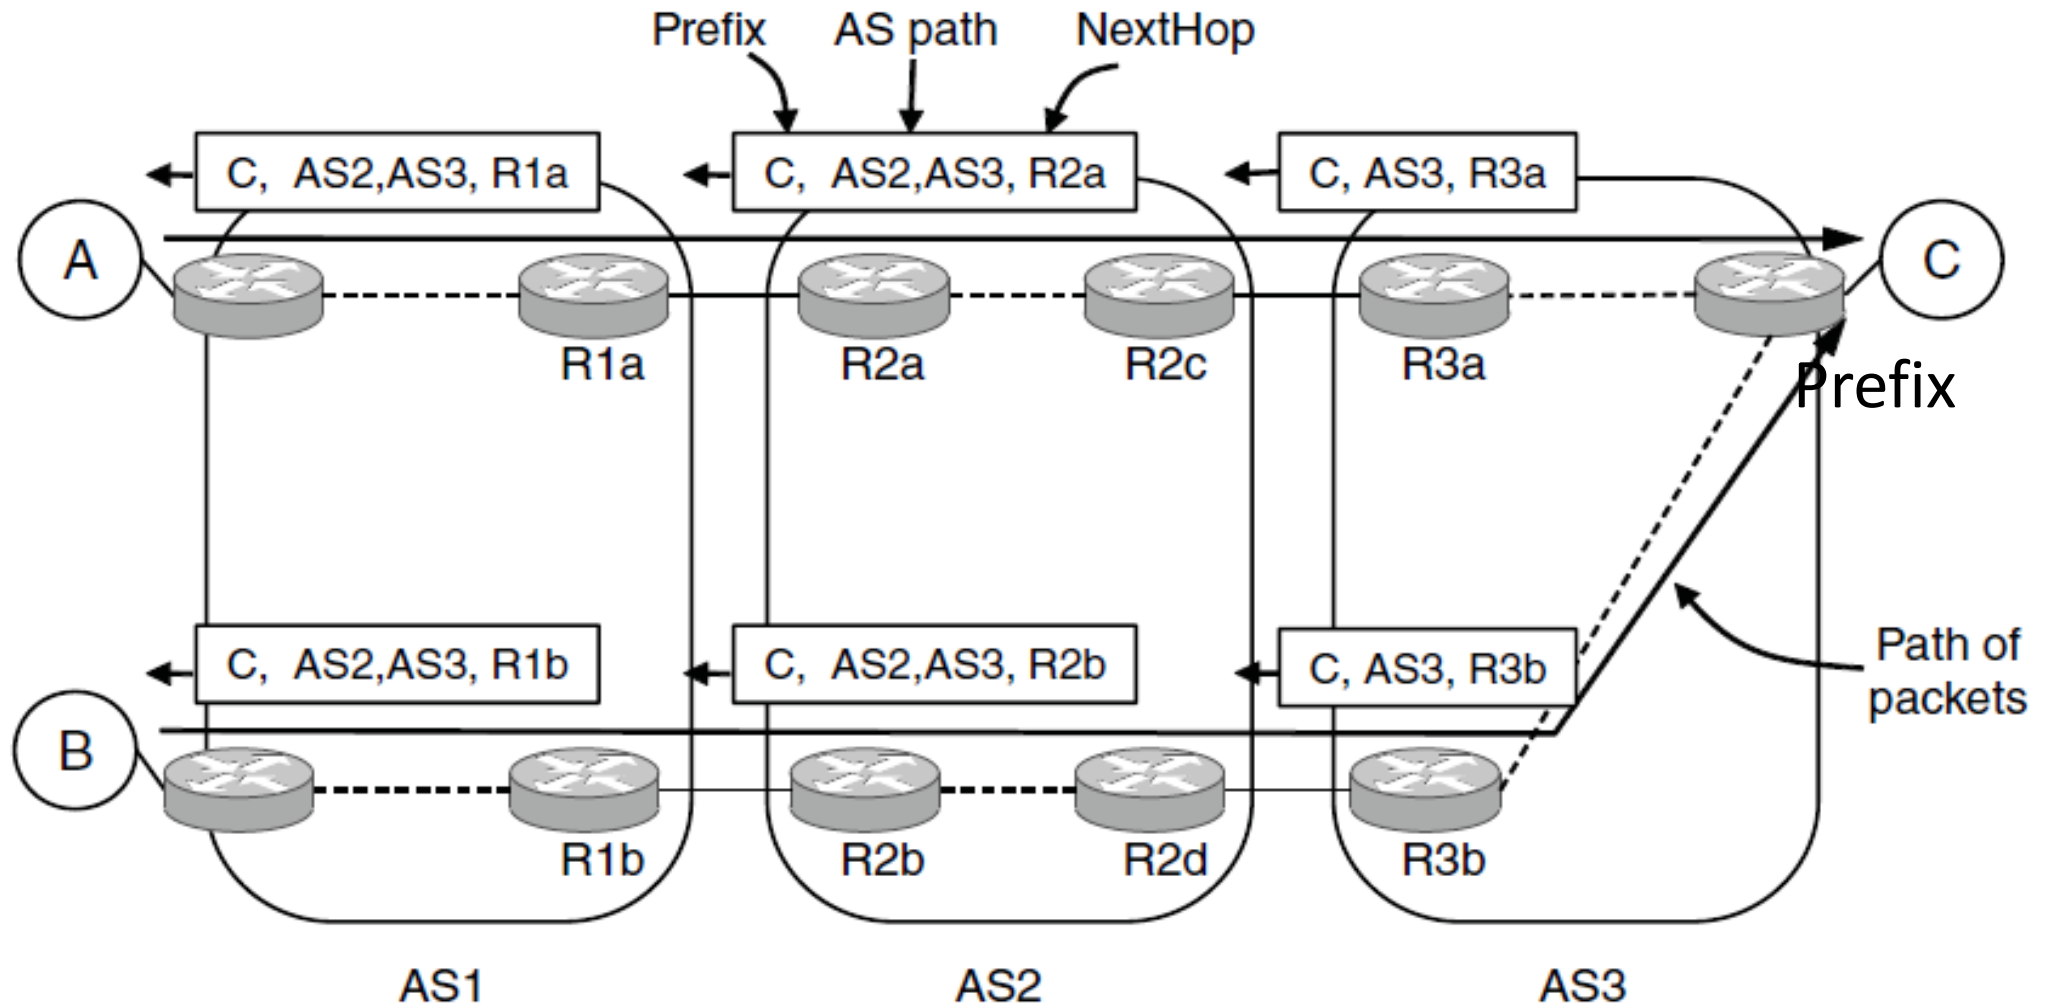 Prefix AS path NextHop
C, AS2,AS3, R1a
C, AS2,AS3, R2a
C, AS3, R3a
A
C
R1a
R2a
R2c
R3a
Prefix
C, AS2,AS3, R1b
C, AS2,AS3, R2b
C, AS3, R3b
Path of
packets
B
R1b
R2b
R2d
R3b
AS1
AS2
AS3